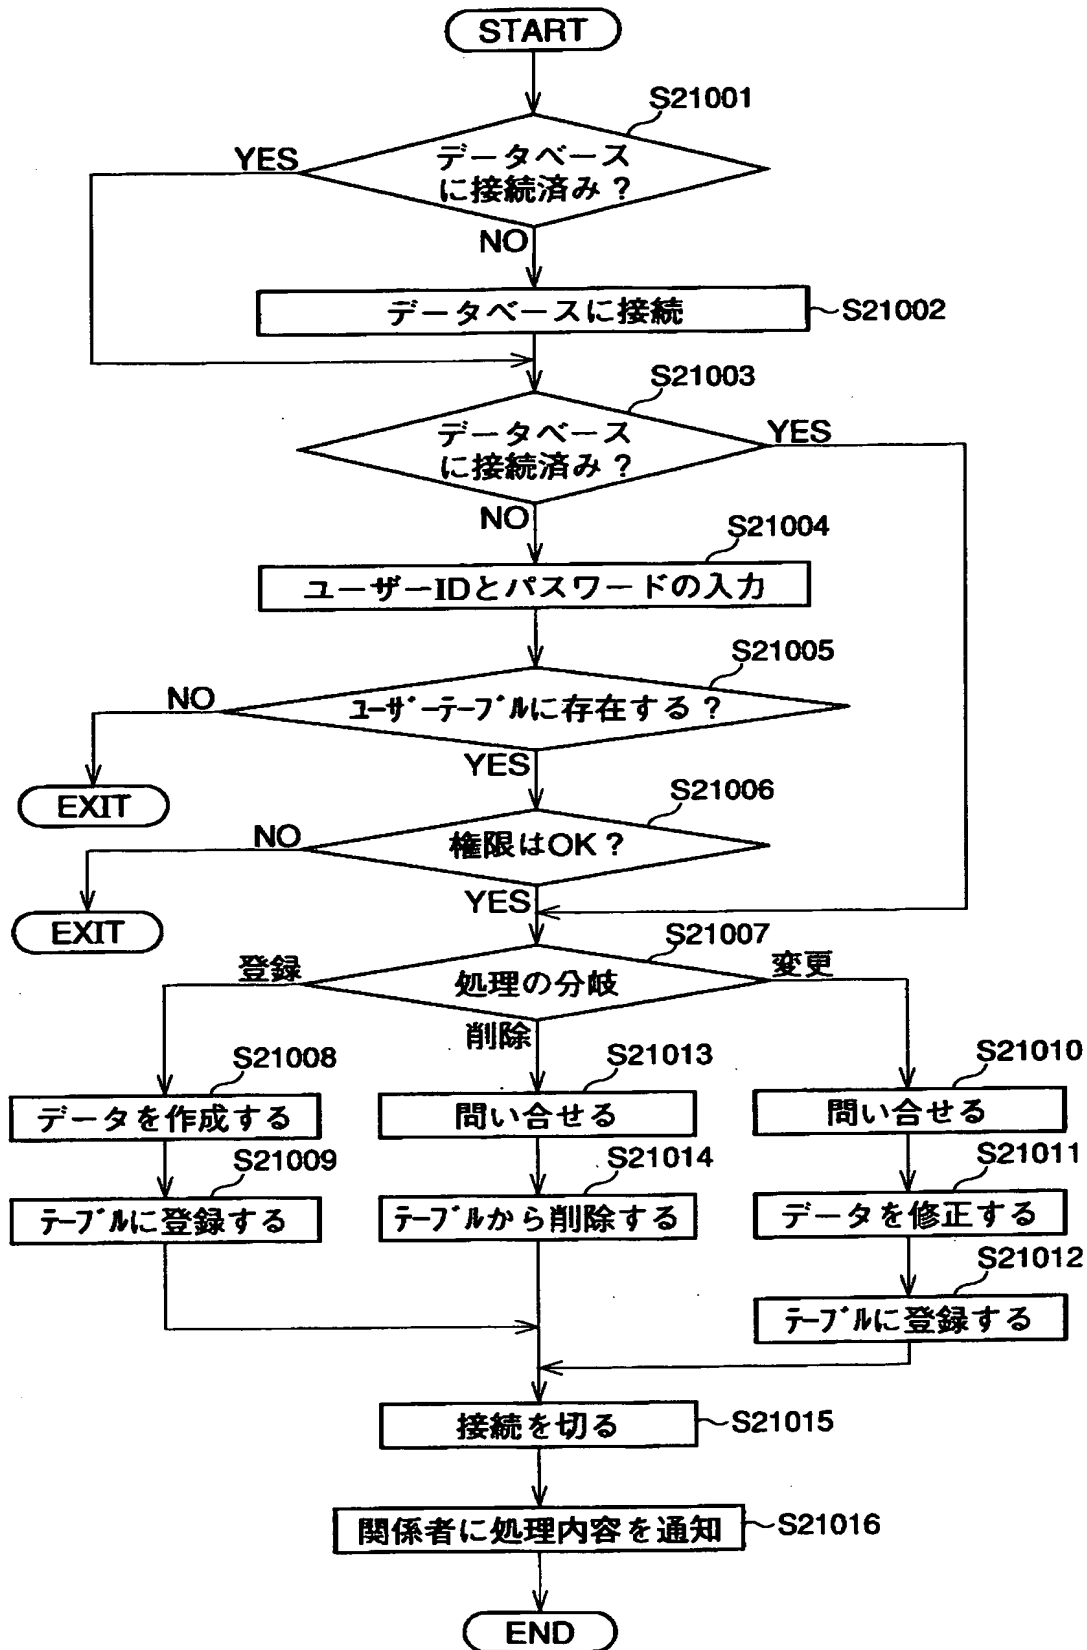 START
S21001
YES
データベース
に接続済み?
NO
データベースに接続
S21002
S21003
データベース
に接続済み?
YES
NO
S21004
ユーザーIDとパスワードの入力
S21005
NO
ユーザーテーブルに存在する?
YES
EXIT
S21006
NO
権限はOK?
YES
EXIT
S21007
登録
処理の分岐
変更
削除
S21008
S21013
S21010
データを作成する
問い合せる
問い合せる
S21009
S21014
S21011
テーブルに登録する
テーブルから削除する
データを修正する
S21012
テーブルに登録する
接続を切る
S21015
関係者に処理内容を通知
S21016
END